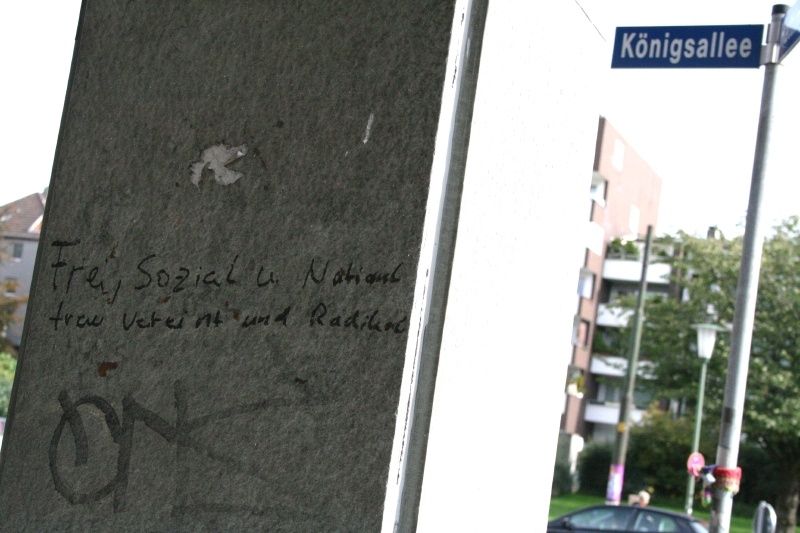 Königsallee
Frei, Sozial u. National
treu vereint und Radikal